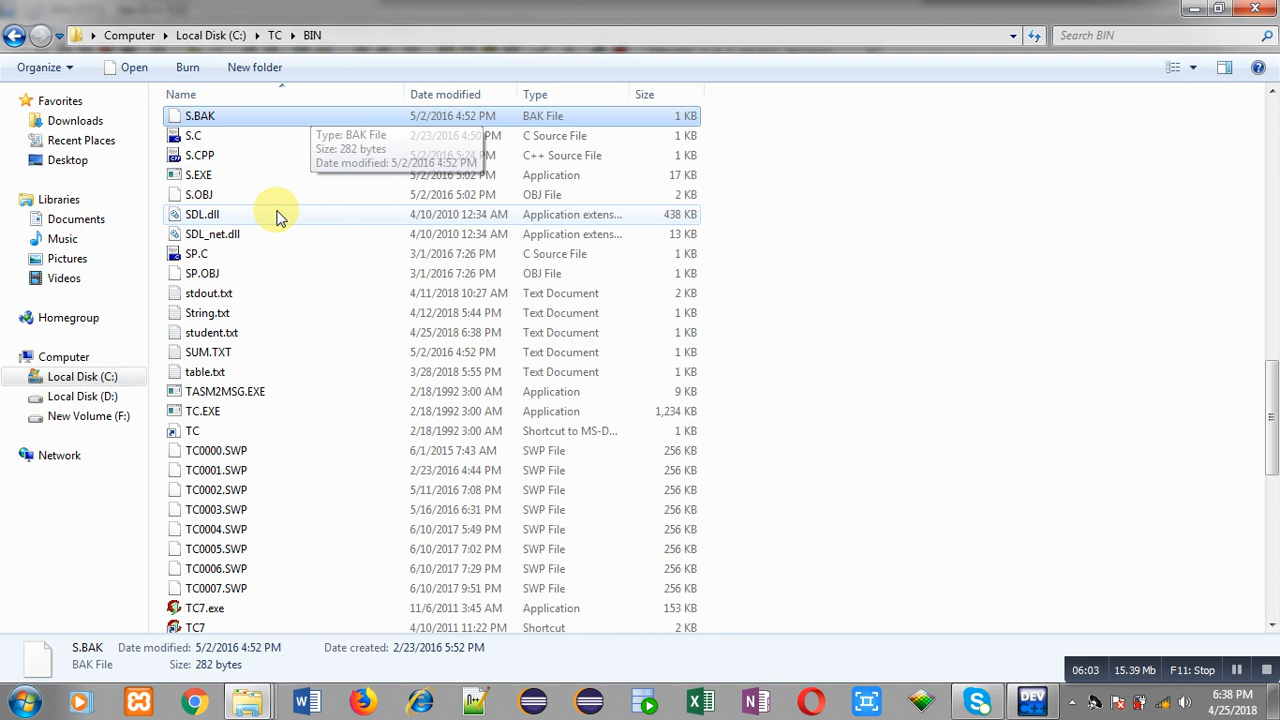 Computer Local Disk (C:) TC BIN Search BIN
Organize Open Burn New folder
Name Date modified Type Size
Favorites
Downloads
Recent Places
Desktop
Libraries
Documents
Music
Pictures
Videos
Homegroup
Computer
Local Disk (C:)
Local Disk (D:)
New Volume (F:)
Network
S.BAK 5/2/2016 4:52 PM BAK File 1 KB
S.C 2/23/2016 4:50 PM C Source File 1 KB
S.CPP 5/2/2016 5:24 PM C++ Source File 1 KB
S.EXE 5/2/2016 5:02 PM Application 17 KB
S.OBJ 5/2/2016 5:02 PM OBJ File 2 KB
SDL.dll 4/10/2010 12:34 AM Application extens... 438 KB
SDL_net.dll 4/10/2010 12:34 AM Application extens... 13 KB
SP.C 3/1/2016 7:26 PM C Source File 1 KB
SP.OBJ 3/1/2016 7:26 PM OBJ File 1 KB
stdout.txt 4/11/2018 10:27 AM Text Document 2 KB
String.txt 4/12/2018 5:44 PM Text Document 1 KB
student.txt 4/25/2018 6:38 PM Text Document 1 KB
SUM.TXT 5/2/2016 4:52 PM Text Document 1 KB
table.txt 3/28/2018 5:55 PM Text Document 1 KB
TASM2MSG.EXE 2/18/1992 3:00 AM Application 9 KB
TC.EXE 2/18/1992 3:00 AM Application 1,234 KB
TC 2/18/1992 3:00 AM Shortcut to MS-D... 1 KB
TC0000.SWP 6/1/2015 7:43 AM SWP File 256 KB
TC0001.SWP 2/23/2016 4:44 PM SWP File 256 KB
TC0002.SWP 5/11/2016 7:08 PM SWP File 256 KB
TC0003.SWP 5/16/2016 6:31 PM SWP File 256 KB
TC0004.SWP 6/10/2017 5:49 PM SWP File 256 KB
TC0005.SWP 6/10/2017 7:02 PM SWP File 256 KB
TC0006.SWP 6/10/2017 7:29 PM SWP File 256 KB
TC0007.SWP 6/10/2017 9:51 PM SWP File 256 KB
TC7.exe 11/6/2011 3:45 AM Application 153 KB
TC7 4/10/2011 11:22 PM Shortcut 2 KB
Type: BAK File
Size: 282 bytes
Date modified: 5/2/2016 4:52 PM
S.BAK Date modified: 5/2/2016 4:52 PM Date created: 2/23/2016 5:52 PM
BAK File Size: 282 bytes
06:03 15.39 Mb F11: Stop
DEV
6:38 PM
4/25/2018